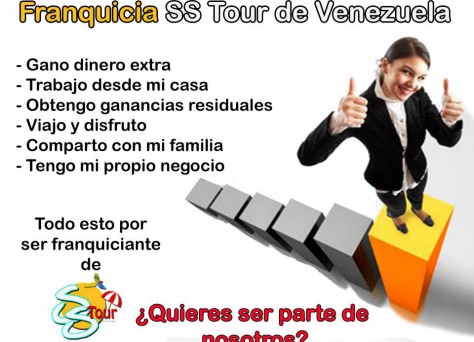 Franquicia SS Tour de Venezuela
- Gano dinero extra
- Trabajo desde mi casa
- Obtengo ganancias residuales
- Viajo y disfruto
- Comparto con mi familia
- Tengo mi propio negocio
Todo esto por
ser franquiciante
de
SS
Tour
¿Quieres ser parte de
nosotros?